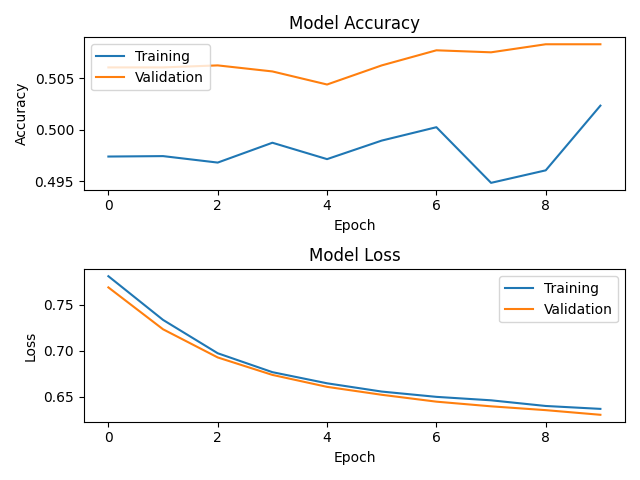 Model Accuracy
Training
Validation
0.505
0.500
0.495
Accuracy
0 2 4 6 8
Epoch
Model Loss
Training
Validation
0.75
0.70
0.65
Loss
0 2 4 6 8
Epoch